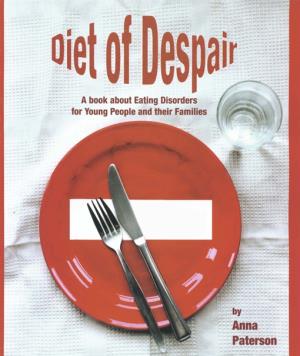 Diet of Despair
A book about Eating Disorders
for Young People and their Families
by
Anna
Paterson